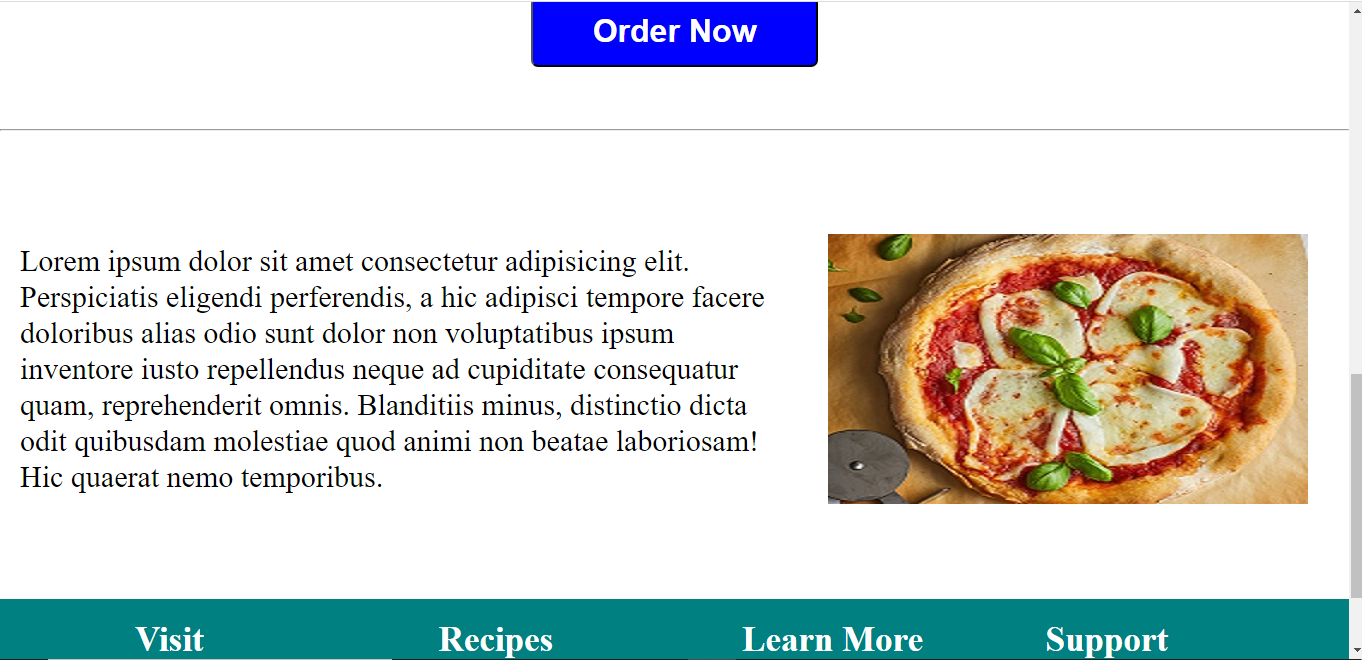 Order Now
Lorem ipsum dolor sit amet consectetur adipisicing elit.
Perspiciatis eligendi perferendis, a hic adipisci tempore facere
doloribus alias odio sunt dolor non voluptatibus ipsum
inventore iusto repellendus neque ad cupiditate consequatur
quam, reprehenderit omnis. Blanditiis minus, distinctio dicta
odit quibusdam molestiae quod animi non beatae laboriosam!
Hic quaerat nemo temporibus.
Visit Recipes Learn More Support